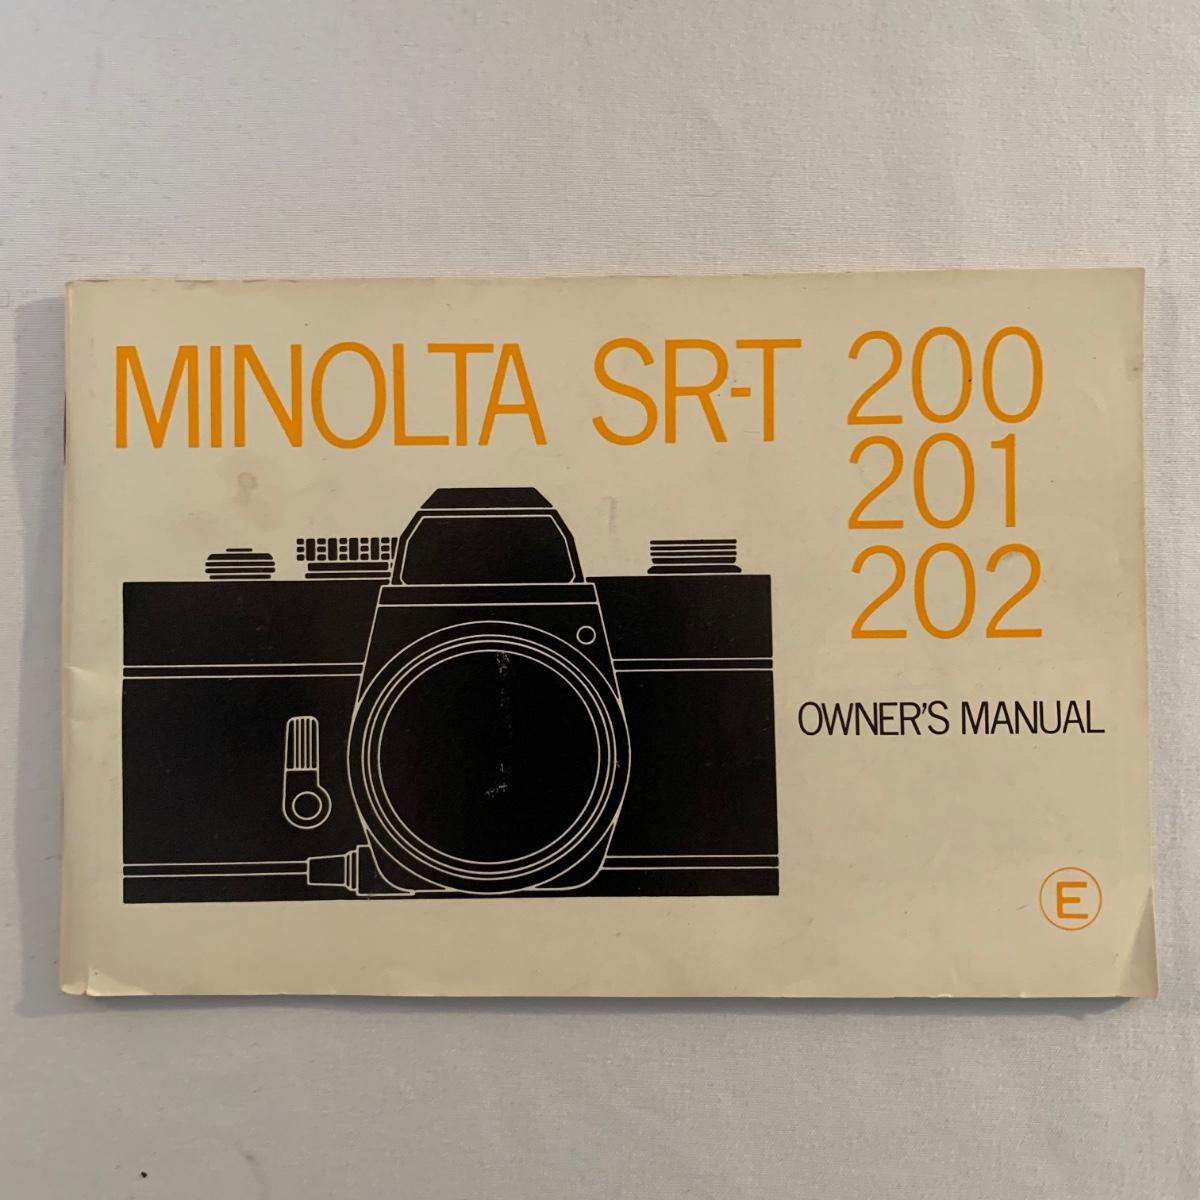 MINOLTA SR-T 200
201
202
OWNER'S MANUAL
E